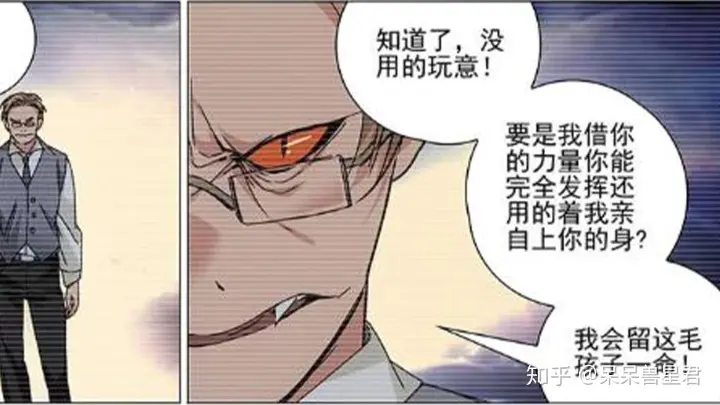 知道了，没
用的玩意！
要是我借你
的力量你能
完全发挥还
用的着我亲
自上你的身？
我会留这毛
孩子一命！
知乎 @呆呆兽星君